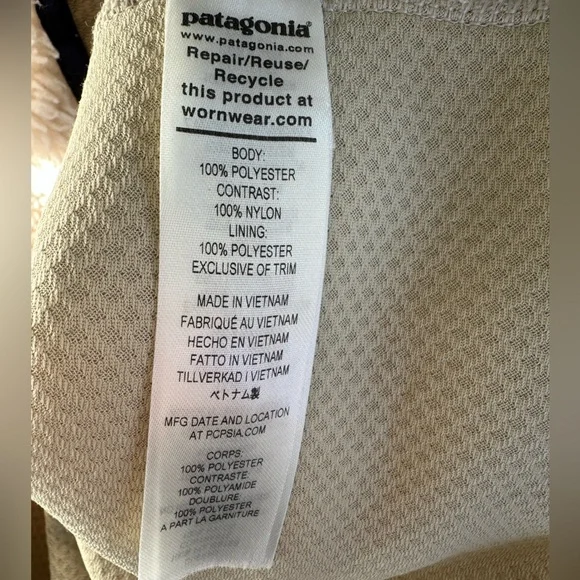 patagonia®
www.patagonia.com
Repair/Reuse/
Recycle
this product at
wornwear.com
BODY:
100% POLYESTER
CONTRAST:
100% NYLON
LINING:
100% POLYESTER
EXCLUSIVE OF TRIM
MADE IN VIETNAM
FABRIQUÉ AU VIETNAM
HECHO EN VIETNAM
FATTO IN VIETNAM
TILLVERKAD I VIETNAM
ベトナム製
MFG DATE AND LOCATION
AT PCPSIA.COM
CORPS:
100% POLYESTER
CONTRASTE:
100% POLYAMIDE
DOUBLURE
100% POLYESTER
A PART LA GARNITURE